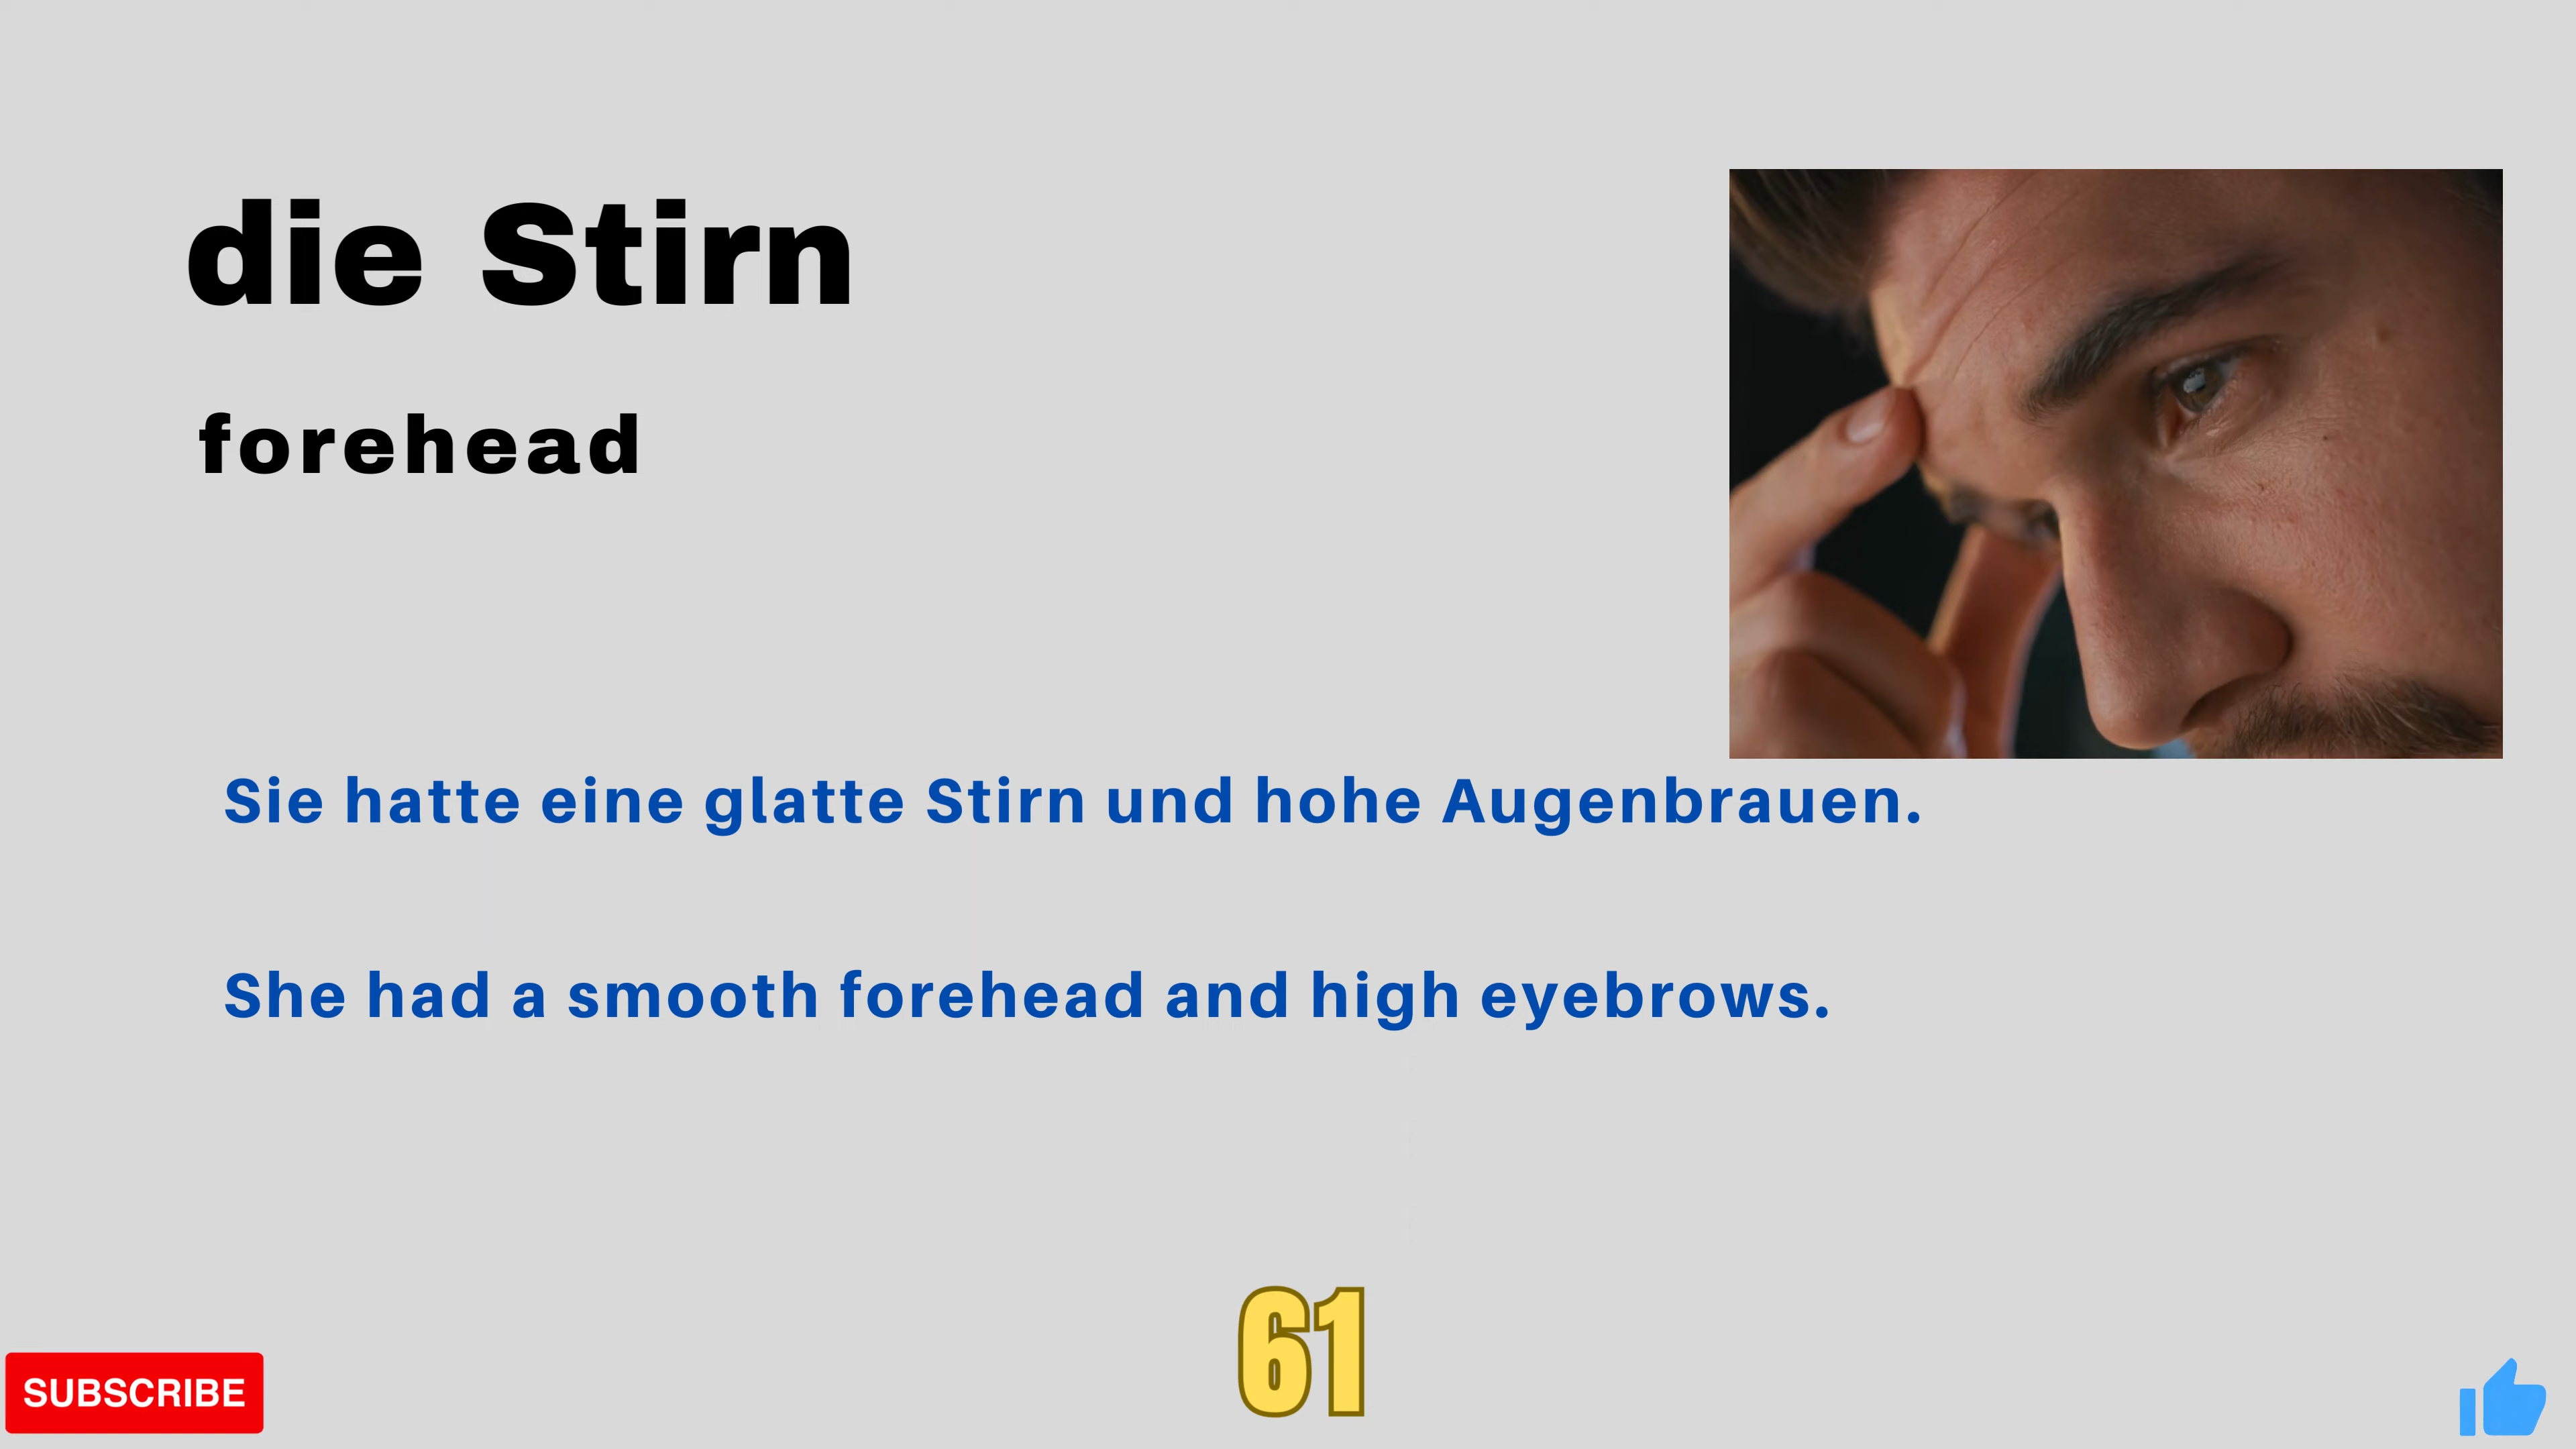 die Stirn
forehead
Sie hatte eine glatte Stirn und hohe Augenbrauen.
She had a smooth forehead and high eyebrows.
61
SUBSCRIBE